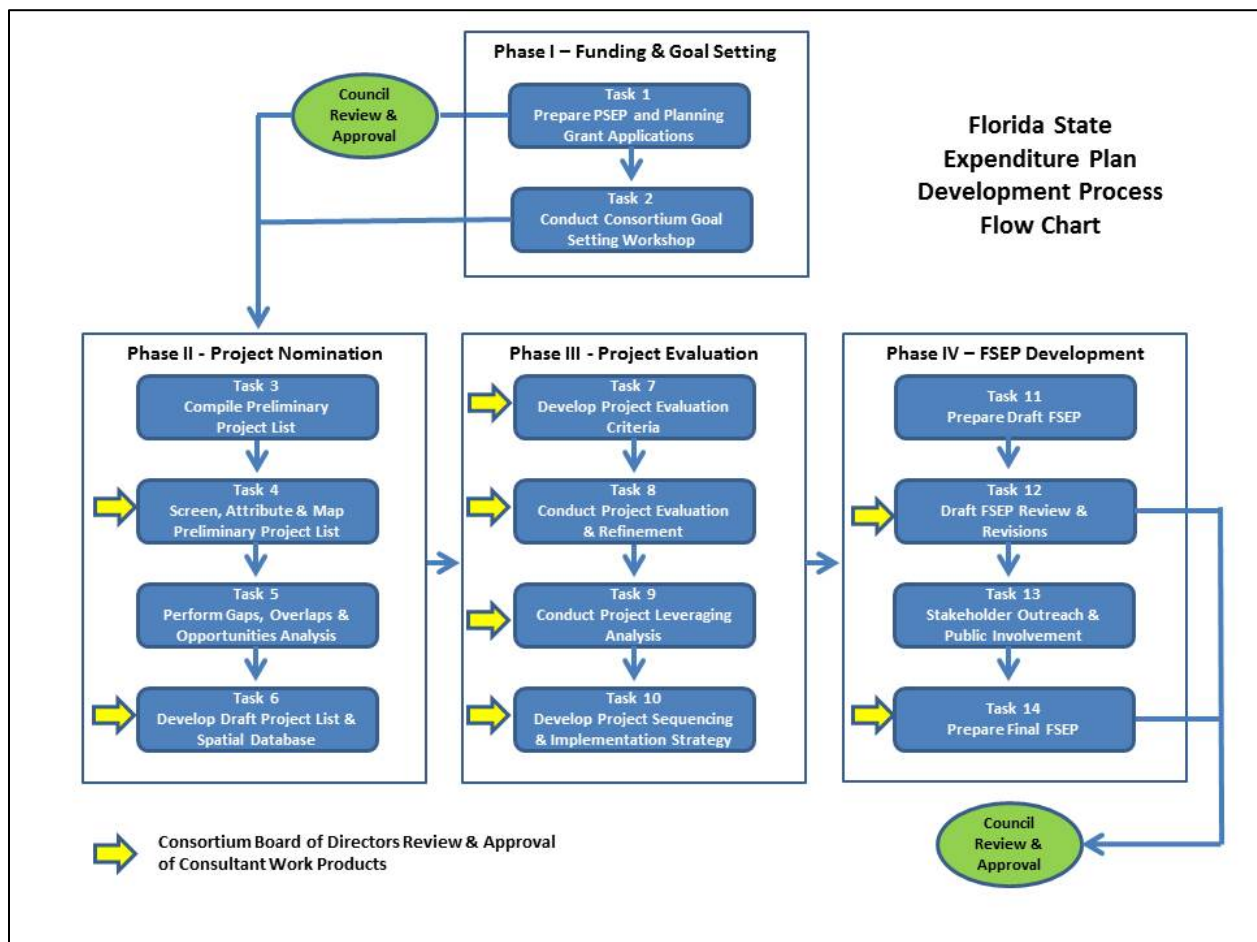 Phase I – Funding & Goal Setting
Council
Review &
Approval
Task 1
Prepare PSEP and Planning
Grant Applications
Task 2
Conduct Consortium Goal
Setting Workshop
Florida State
Expenditure Plan
Development Process
Flow Chart
Phase II - Project Nomination
Task 3
Compile Preliminary
Project List
Task 4
Screen, Attribute & Map
Preliminary Project List
Task 5
Perform Gaps, Overlaps &
Opportunities Analysis
Task 6
Develop Draft Project List &
Spatial Database
Phase III - Project Evaluation
Task 7
Develop Project Evaluation
Criteria
Task 8
Conduct Project Evaluation
& Refinement
Task 9
Conduct Project Leveraging
Analysis
Task 10
Develop Project Sequencing
& Implementation Strategy
Phase IV – FSEP Development
Task 11
Prepare Draft FSEP
Task 12
Draft FSEP Review &
Revisions
Task 13
Stakeholder Outreach &
Public Involvement
Task 14
Prepare Final FSEP
Consortium Board of Directors Review & Approval
of Consultant Work Products
Council
Review &
Approval